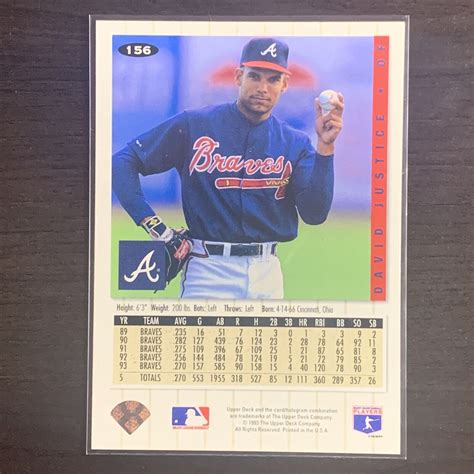 156
DAVID JUSTICE • OF
A
Braves
A
Height: 6'3" Weight: 200 lbs. Bats: Left Throws: Left Born: 4-14-66 Cincinnati, Ohio
YR TEAM AVG G AB R H 2B 3B HR RBI BB SO SB
89 BRAVES .235 16 51 7 12 3 0 1 3 3 9 2
90 BRAVES .282 127 439 76 124 23 2 28 78 64 92 11
91 BRAVES .275 109 396 67 109 25 1 21 87 65 81 8
92 BRAVES .256 144 484 78 124 19 5 21 72 79 85 2
93 BRAVES .270 157 585 90 158 15 4 40 120 78 90 3
5 TOTALS .270 553 1955 318 527 85 12 111 360 289 357 26
Upper Deck and the card/hologram combination
are trademarks of The Upper Deck Company.
© 1993 The Upper Deck Company.
All Rights Reserved. Printed in the U.S.A.
PLAYERS